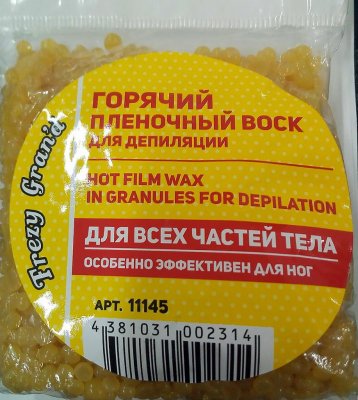 Frezy Gran'd
ГОРЯЧИЙ
ПЛЕНОЧНЫЙ ВОСК
ДЛЯ ДЕПИЛЯЦИИ
HOT FILM WAX
IN GRANULES FOR DEPILATION
ДЛЯ ВСЕХ ЧАСТЕЙ ТЕЛА
ОСОБЕННО ЭФФЕКТИВЕН ДЛЯ НОГ
АРТ. 11145
4 381031 002314